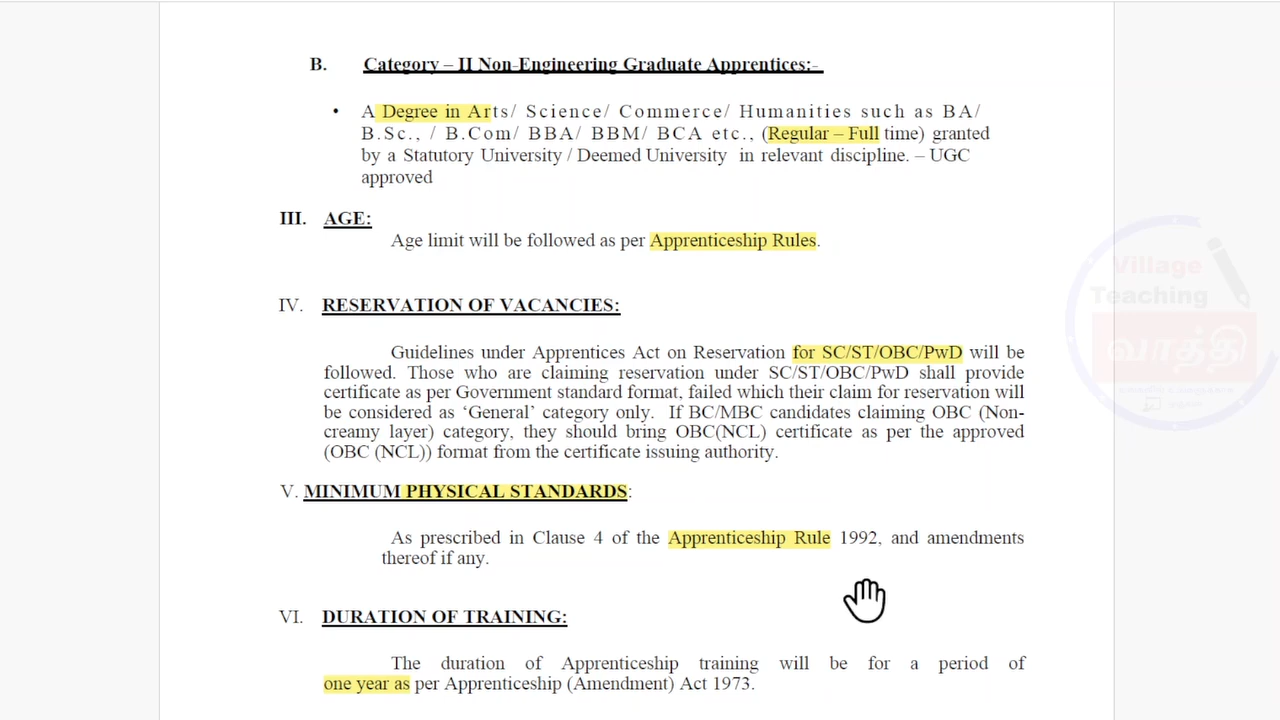 B. Category – II Non-Engineering Graduate Apprentices:-
• A Degree in Arts/ Science/ Commerce/ Humanities such as BA/
B.Sc., / B.Com/ BBA/ BBM/ BCA etc., (Regular – Full time) granted
by a Statutory University / Deemed University in relevant discipline. – UGC
approved
III. AGE:
Age limit will be followed as per Apprenticeship Rules.
Village
Teaching
வாத்தி
IV. RESERVATION OF VACANCIES:
Guidelines under Apprentices Act on Reservation for SC/ST/OBC/PwD will be
followed. Those who are claiming reservation under SC/ST/OBC/PwD shall provide
certificate as per Government standard format, failed which their claim for reservation will
be considered as ‘General’ category only. If BC/MBC candidates claiming OBC (Non-
creamy layer) category, they should bring OBC(NCL) certificate as per the approved
(OBC (NCL)) format from the certificate issuing authority.
V. MINIMUM PHYSICAL STANDARDS:
As prescribed in Clause 4 of the Apprenticeship Rule 1992, and amendments
thereof if any.
VI. DURATION OF TRAINING:
The duration of Apprenticeship training will be for a period of
one year as per Apprenticeship (Amendment) Act 1973.